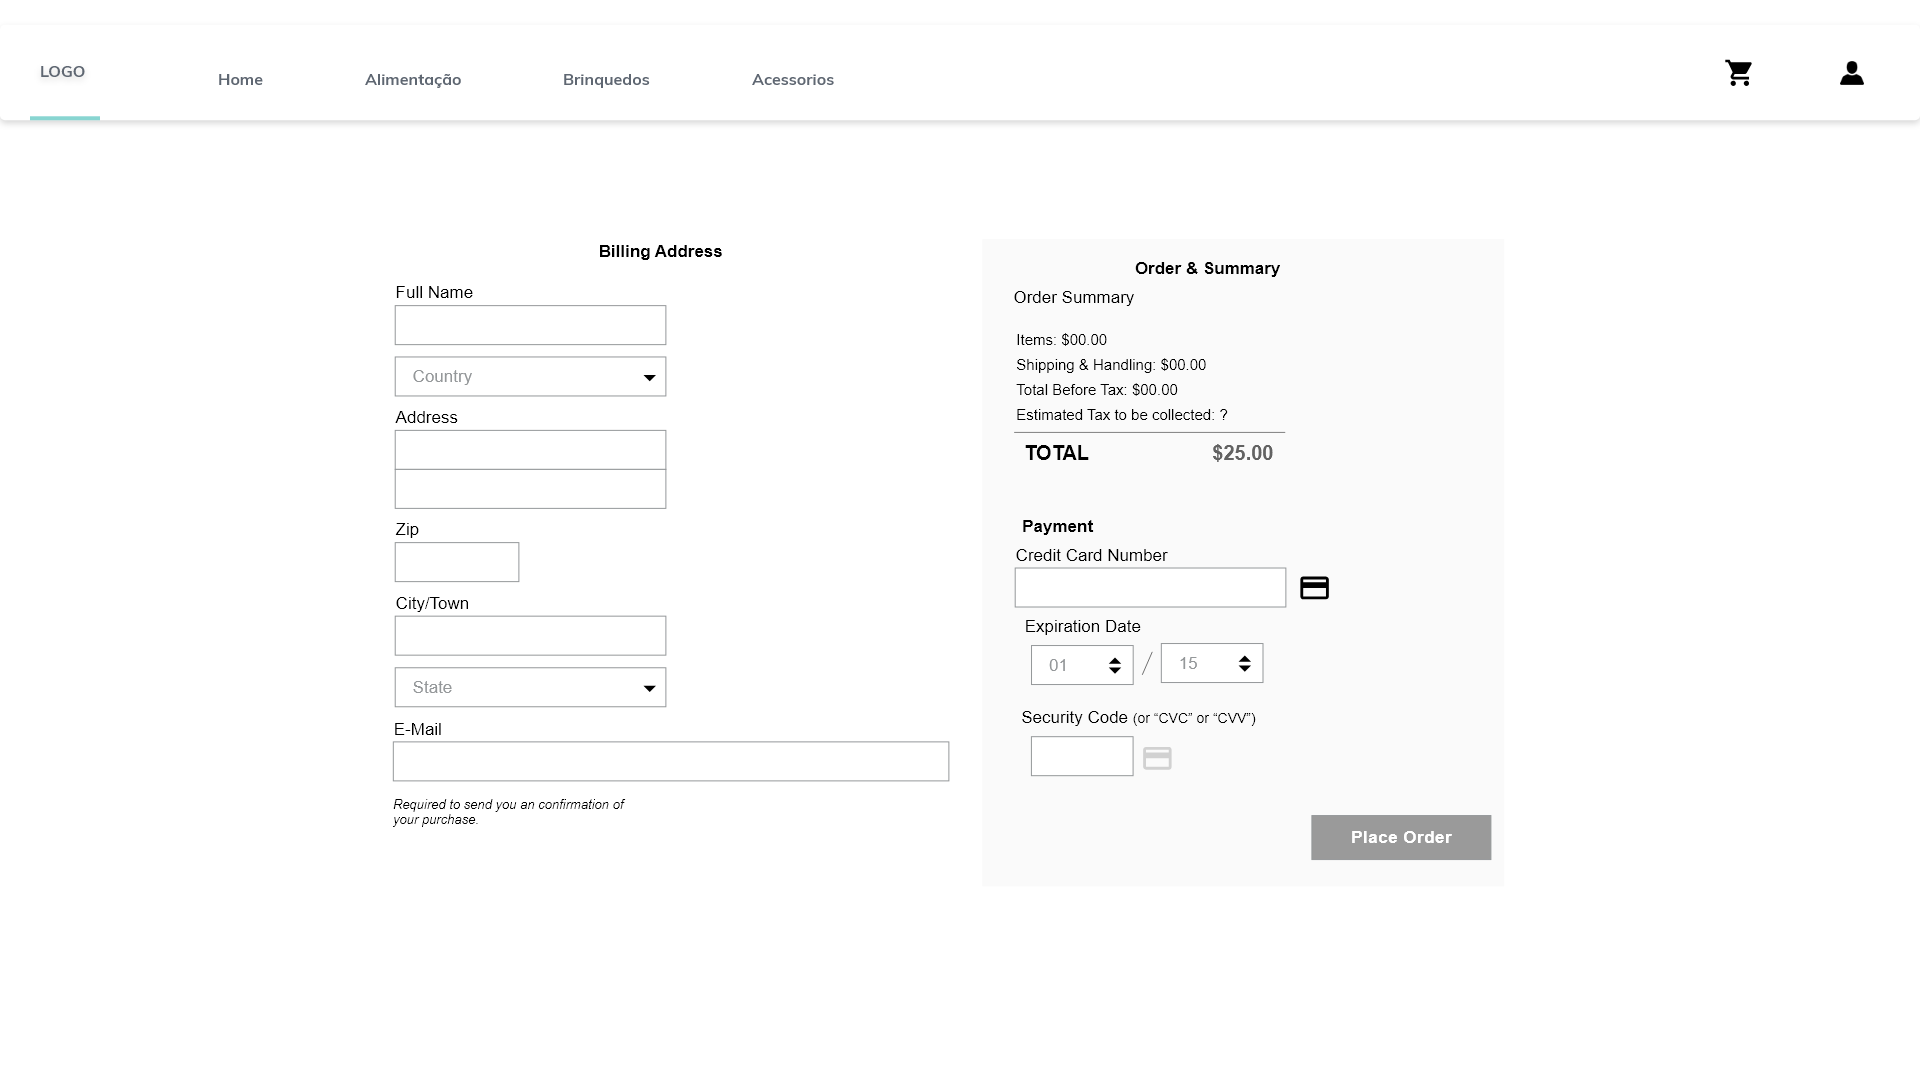 LOGO
Home
Alimentação
Brinquedos
Acessorios
Billing Address
Full Name
Country
Address
Zip
City/Town
State
E-Mail
Required to send you an confirmation of
your purchase.
Order & Summary
Order Summary
Items: $00.00
Shipping & Handling: $00.00
Total Before Tax: $00.00
Estimated Tax to be collected: ?
TOTAL $25.00
Payment
Credit Card Number
Expiration Date
01 / 15
Security Code (or “CVC” or “CVV”)
Place Order